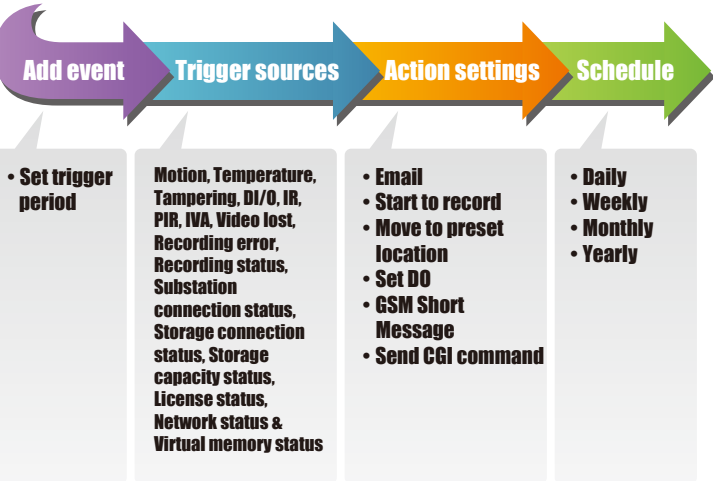 Add event
Trigger sources
Action settings
Schedule
• Set trigger
period
Motion, Temperature,
Tampering, DI/O, IR,
PIR, IVA, Video lost,
Recording error,
Recording status,
Substation
connection status,
Storage connection
status, Storage
capacity status,
License status,
Network status &
Virtual memory status
• Email
• Start to record
• Move to preset
location
• Set DO
• GSM Short
Message
• Send CGI command
• Daily
• Weekly
• Monthly
• Yearly